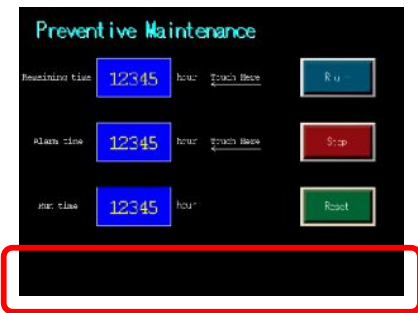 Preventive Maintenance
Remaining time 12345 hour Touch Here Run
Alarm time 12345 hour Touch Here Stop
Run time 12345 hour Reset